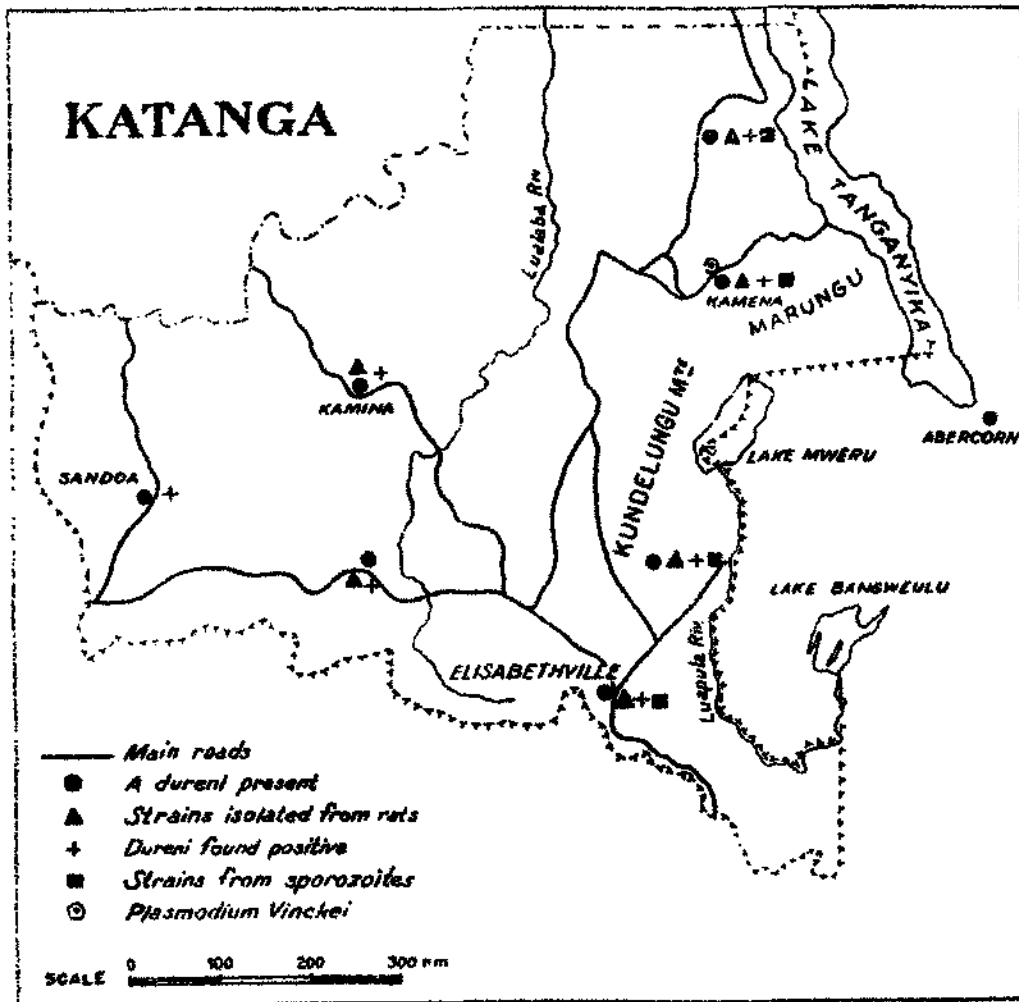 KATANGA
LAKE TANGANYIKA
Lualaba Riv
KAMENA
MARUNGU
KAMINA
KUNDELUNGU Mts
LAKE MWERU
ABERCORN
SANDOA
LAKE BANGWEULU
ELISABETHVILLE
Luapula Riv.
Main roads
A dureni present
Strains isolated from rats
+ Dureni found positive
Strains from sporozoites
Plasmodium Vinckei
SCALE 0 100 200 300 km